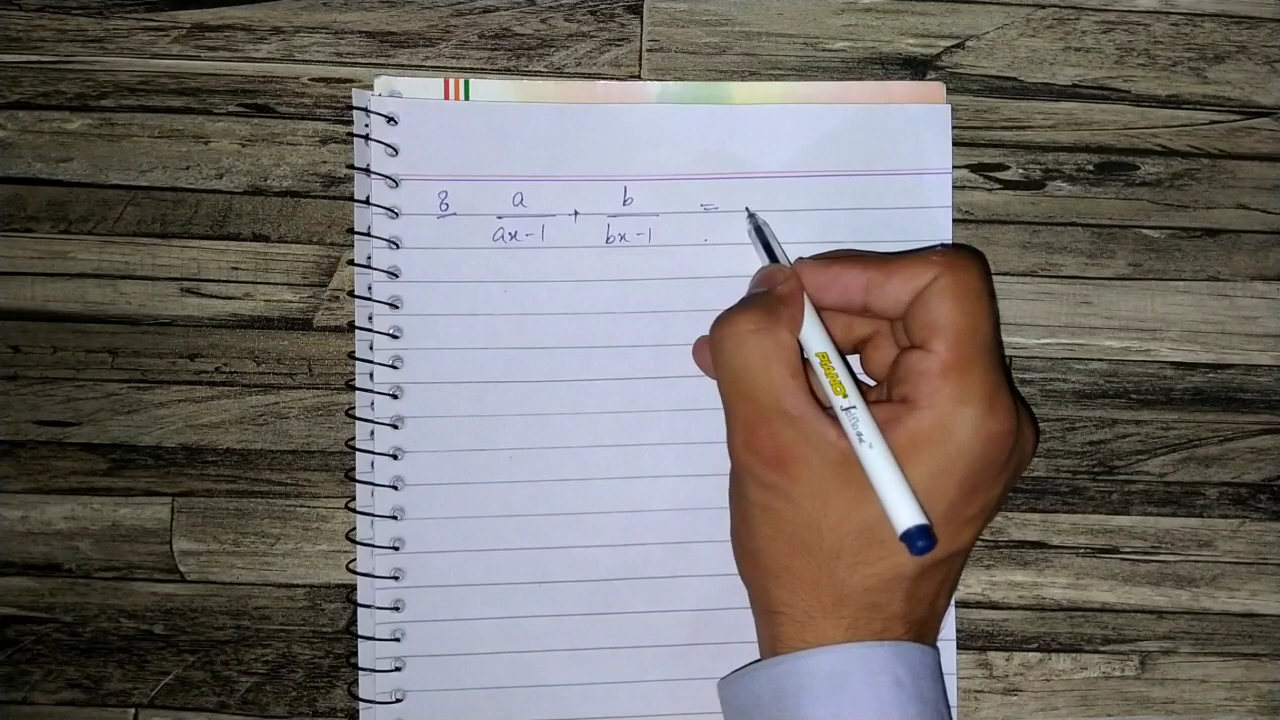 8 a/(ax-1) + b/(bx-1) =
PIANO